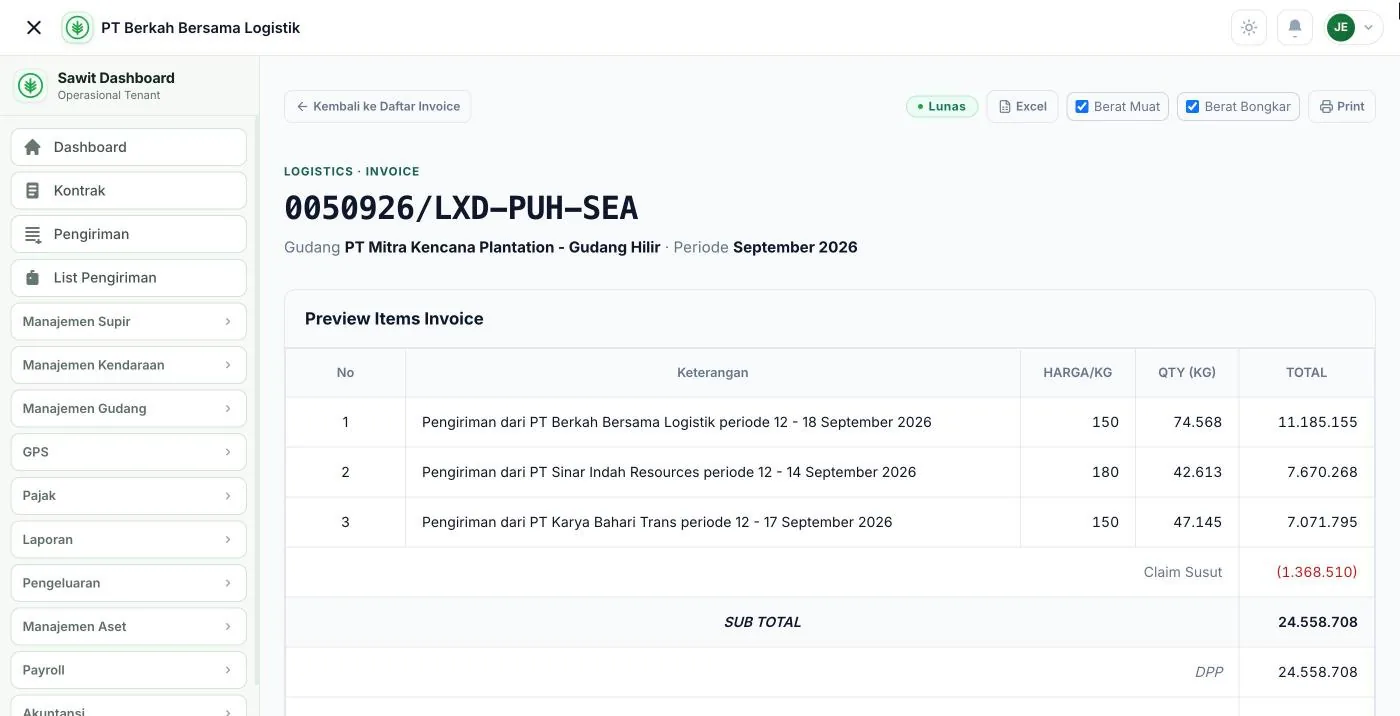 PT Berkah Bersama Logistik
JE
Sawit Dashboard
Operasional Tenant
Dashboard
Kontrak
Pengiriman
List Pengiriman
Manajemen Supir
Manajemen Kendaraan
Manajemen Gudang
GPS
Pajak
Laporan
Pengeluaran
Manajemen Aset
Payroll
Akuntansi
← Kembali ke Daftar Invoice
• Lunas
Excel
Berat Muat
Berat Bongkar
Print
LOGISTICS · INVOICE
0050926/LXD–PUH–SEA
Gudang PT Mitra Kencana Plantation - Gudang Hilir · Periode September 2026
Preview Items Invoice
No Keterangan HARGA/KG QTY (KG) TOTAL
1 Pengiriman dari PT Berkah Bersama Logistik periode 12 - 18 September 2026 150 74.568 11.185.155
2 Pengiriman dari PT Sinar Indah Resources periode 12 - 14 September 2026 180 42.613 7.670.268
3 Pengiriman dari PT Karya Bahari Trans periode 12 - 17 September 2026 150 47.145 7.071.795
Claim Susut (1.368.510)
SUB TOTAL 24.558.708
DPP 24.558.708